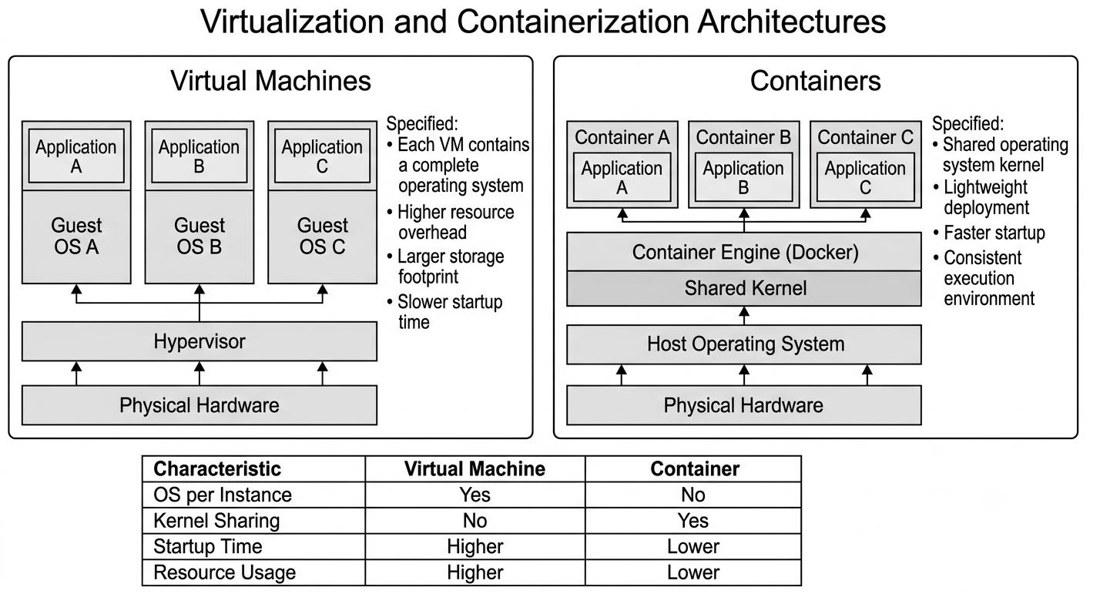 Virtualization and Containerization Architectures
Virtual Machines
Application
A
Guest
OS A
Application
B
Guest
OS B
Application
C
Guest
OS C
Hypervisor
Physical Hardware
Specified:
• Each VM contains
a complete
operating system
• Higher resource
overhead
• Larger storage
footprint
• Slower startup
time
Containers
Container A
Application
A
Container B
Application
B
Container C
Application
C
Container Engine (Docker)
Shared Kernel
Host Operating System
Physical Hardware
Specified:
• Shared operating
system kernel
• Lightweight
deployment
• Faster startup
• Consistent
execution
environment
Characteristic Virtual Machine Container
OS per Instance Yes No
Kernel Sharing No Yes
Startup Time Higher Lower
Resource Usage Higher Lower